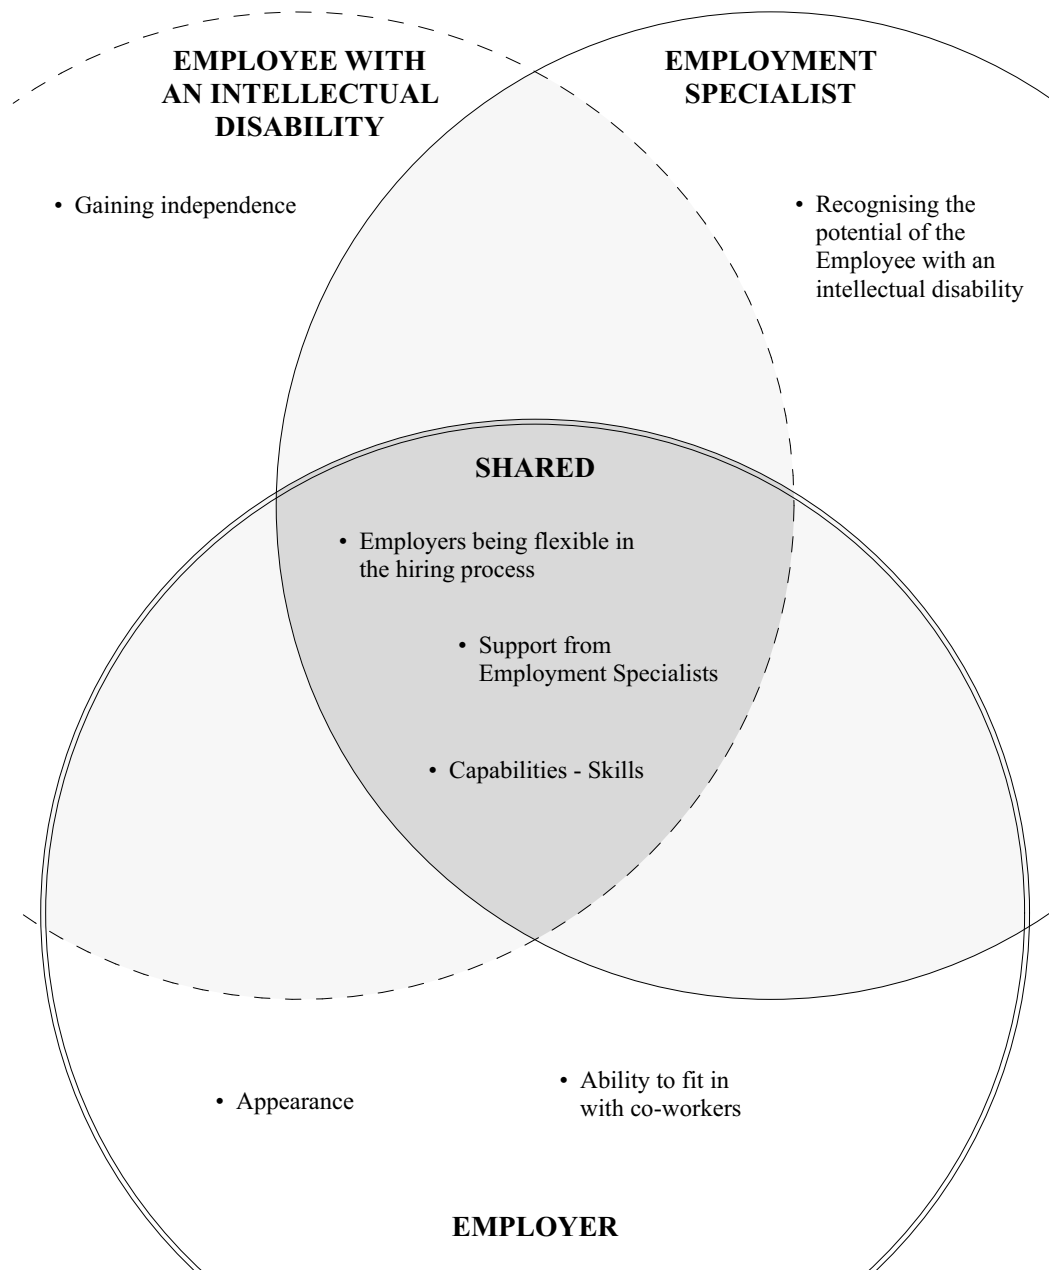 EMPLOYEE WITH
AN INTELLECTUAL
DISABILITY
• Gaining independence
EMPLOYMENT
SPECIALIST
• Recognising the
potential of the
Employee with an
intellectual disability
SHARED
• Employers being flexible in
the hiring process
• Support from
Employment Specialists
• Capabilities - Skills
• Appearance
• Ability to fit in
with co-workers
EMPLOYER